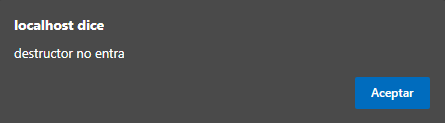 localhost dice
destructor no entra
Aceptar